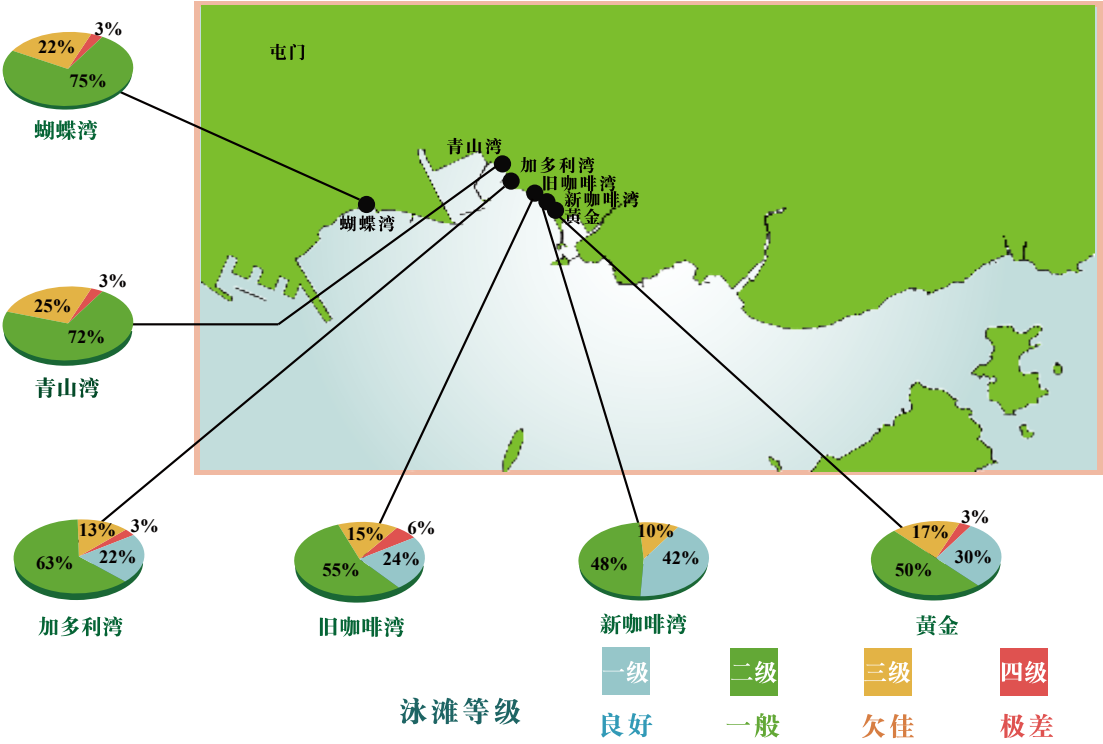 3%
22%
75%
蝴蝶湾
屯门
青山湾
加多利湾
旧咖啡湾
新咖啡湾
黄金
蝴蝶湾
3%
25%
72%
青山湾
13%
3%
22%
63%
加多利湾
15%
6%
24%
55%
旧咖啡湾
10%
42%
48%
新咖啡湾
17%
3%
30%
50%
黄金
泳滩等级
一级
二级
三级
四级
良好
一般
欠佳
极差